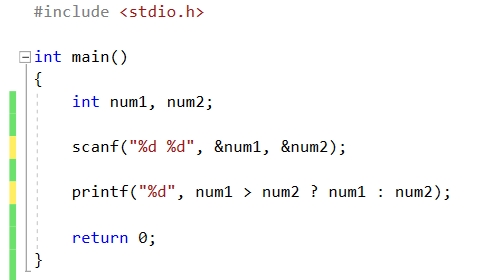 #include <stdio.h>
int main()
{
int num1, num2;
scanf("%d %d", &num1, &num2);
printf("%d", num1 > num2 ? num1 : num2);
return 0;
}